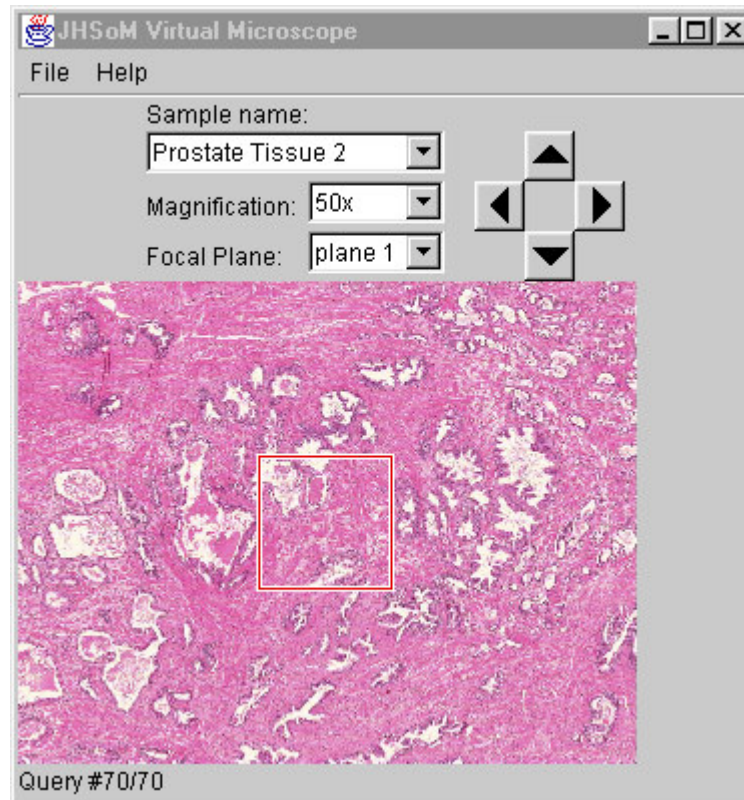 JHSoM Virtual Microscope
File Help
Sample name:
Prostate Tissue 2
Magnification: 50x
Focal Plane: plane 1
Query #70/70